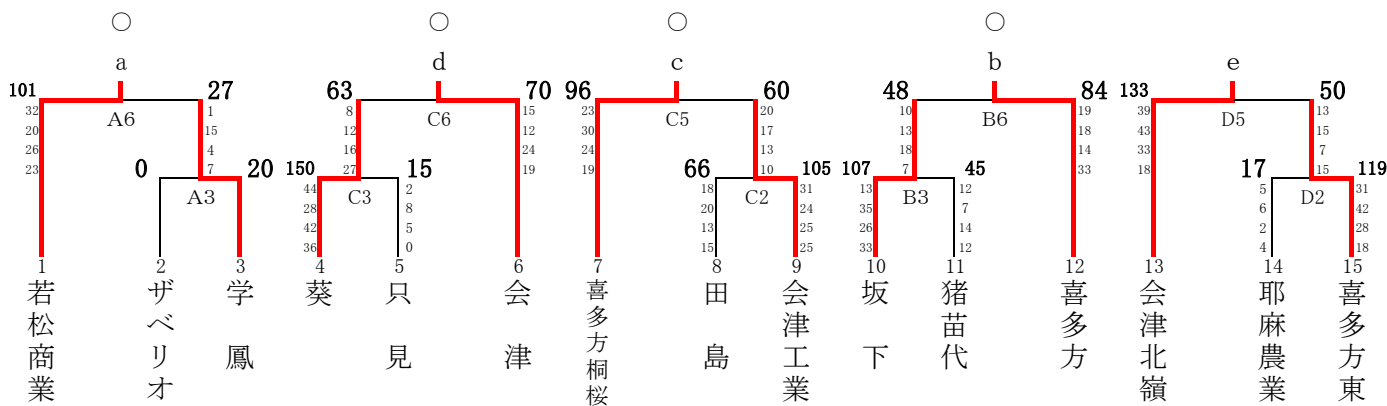 ○ ○ ○ ○ ○
a d c b e
101 27 63 70 96 60 48 84 133 50
32 1 8 15 23 20 10 19 39 13
A6 C6 C5 B6 D5
20 15 12 12 30 17 13 18 43 15
26 4 16 24 24 13 18 14 33 7
23 7 27 19 19 10 7 33 18 15
0 20 150 15 66 105 107 45 17 119
44 2 18 31 13 12 5 31
A3 C3 C2 B3 D2
28 8 20 24 35 7 6 42
42 5 13 25 26 14 2 28
36 0 15 25 33 12 4 18
1 2 3 4 5 6 7 8 9 10 11 12 13 14 15
若松商業
ザベリオ
学鳳
葵
只見
会津
喜多方桐桜
田島
会津工業
坂下
猪苗代
喜多方
会津北嶺
耶麻農業
喜多方東